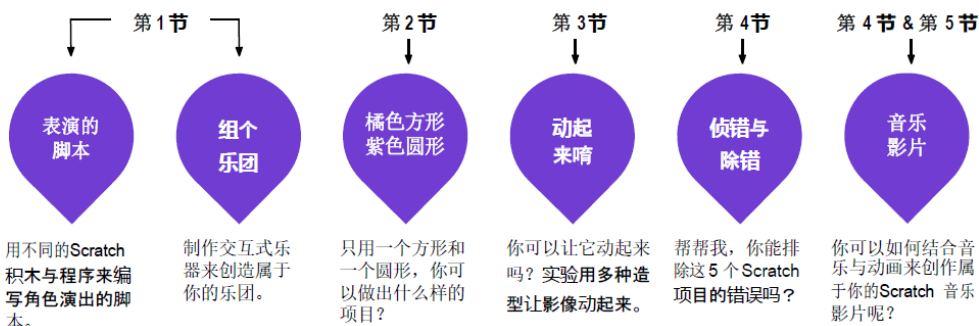 第 1 节
第 2 节
第 3节
第 4节
第 4 节 & 第 5 节
表演的
脚本
组个
乐团
橘色方形
紫色圆形
动起
来唷
侦错与
除错
音乐
影片
用不同的Scratch
积木与程序来编
写角色演出的脚
本。
制作交互式乐
器来创造属于
你的乐团。
只用一个方形和
一个圆形，你可
以做出什么样的
项目？
你可以让它动起来
吗？实验用多种造
型让影像动起来。
帮帮我，你能排
除这 5 个 Scratch
项目的错误吗？
你可以如何结合音
乐与动画来创作属
于你的Scratch 音乐
影片呢？